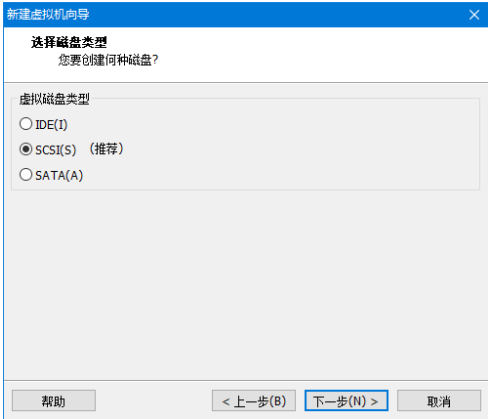 新建虚拟机向导
选择磁盘类型
您要创建何种磁盘?
虚拟磁盘类型
IDE(I)
SCSI(S) (推荐)
SATA(A)
帮助 < 上一步(B) 下一步(N) > 取消